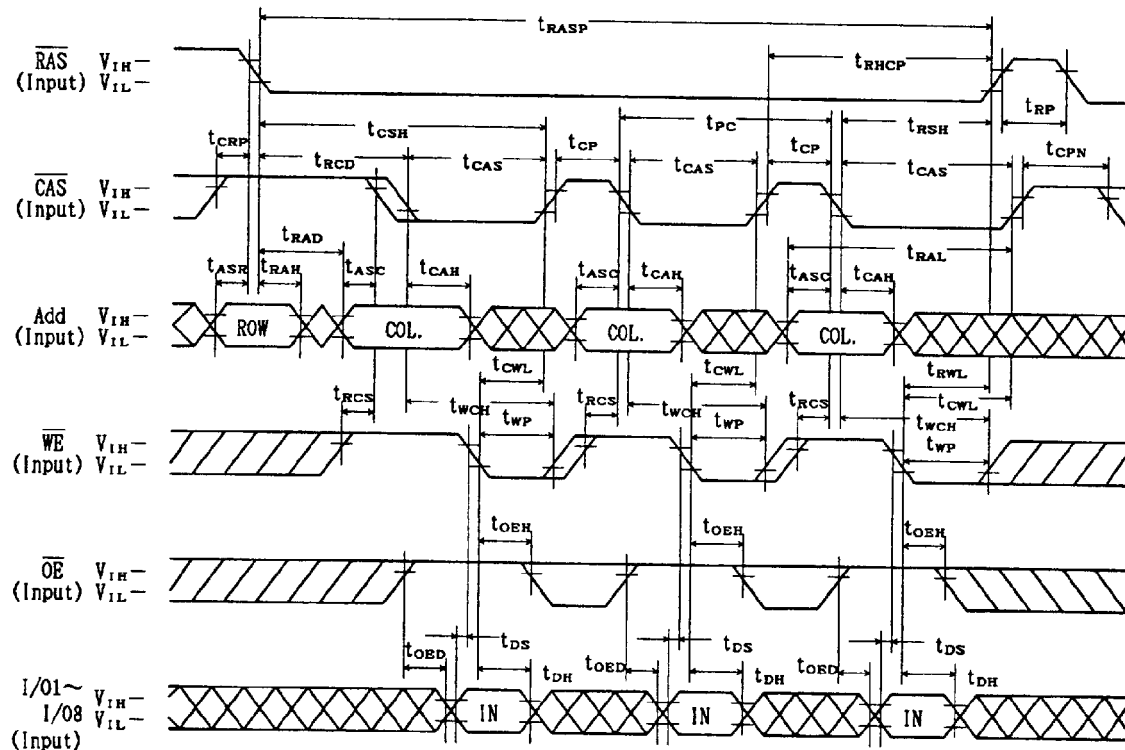 tRASP
RAS VIH
(Input) VIL
tRHCP
tRP
tCRP tCSH tCP tPC tRSH
tRCD tCAS tCAS tCP tCAS tCPN
CAS VIH
(Input) VIL
tRAD tRAL
tASR tRAH tASC tCAH tASC tCAH tASC tCAH
Add VIH
(Input) VIL
ROW COL. COL. COL.
tCWL tCWL tRWL
tRCS tWCH tRCS tWCH tRCS tCWL
tWCH
tWP tWP tWP
WE VIH
(Input) VIL
tOEH tOEH tOEH
OE VIH
(Input) VIL
tDS tDS tDS
tOED tDH tOED tDH tOED tDH
I/O1~ VIH
I/O8 VIL
(Input)
IN IN IN